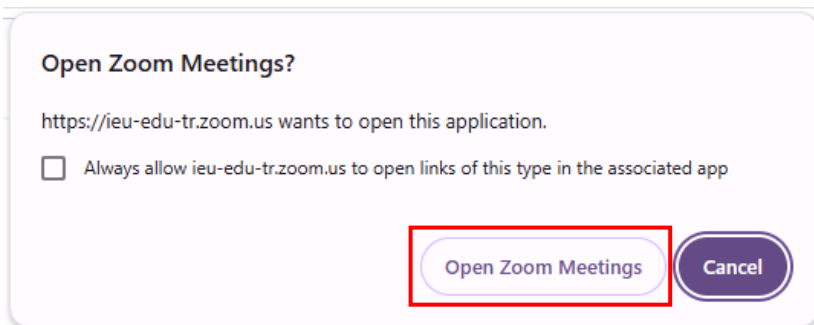 Open Zoom Meetings?
https://ieu-edu-tr.zoom.us wants to open this application.
Always allow ieu-edu-tr.zoom.us to open links of this type in the associated app
Open Zoom Meetings Cancel